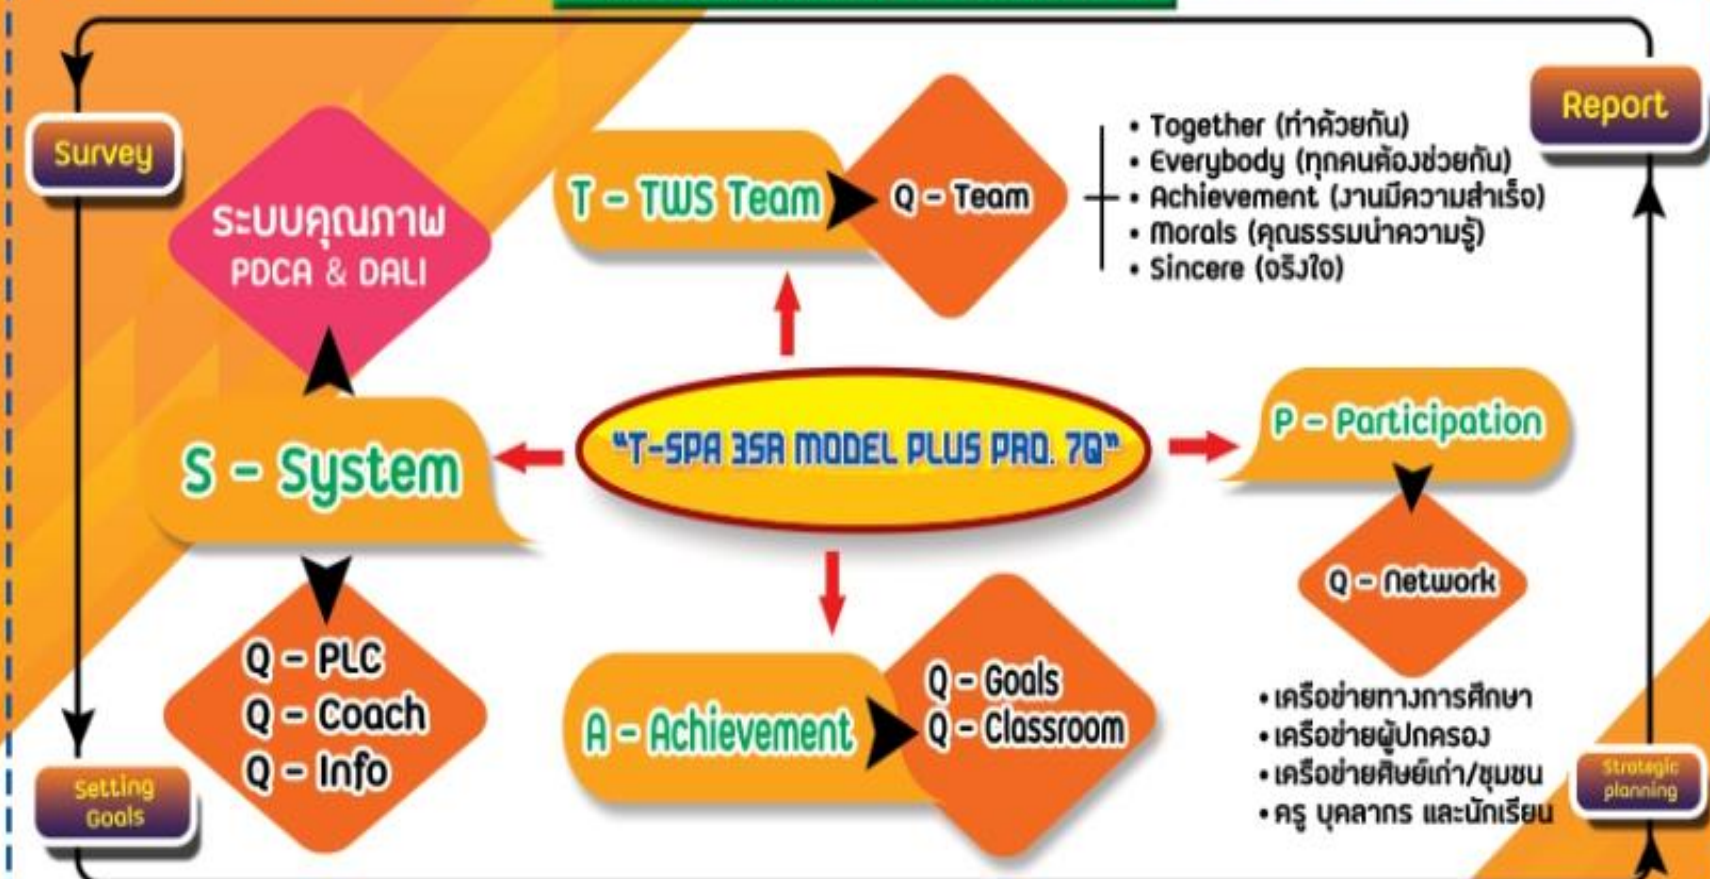 Survey
Report
ระบบคุณภาพ
PDCA & DALI
T - TWS Team
Q - Team
• Together (ทำด้วยกัน)
• Everybody (ทุกคนต้องช่วยกัน)
• Achievement (งานมีความสำเร็จ)
• Morals (คุณธรรมนำความรู้)
• Sincere (จริงใจ)
S - System
"T-SPA 3SR MODEL PLUS PRO. 7Q"
P - Participation
Q - Network
Q - PLC
Q - Coach
Q - Info
A - Achievement
Q - Goals
Q - Classroom
• เครือข่ายทางการศึกษา
• เครือข่ายผู้ปกครอง
• เครือข่ายศิษย์เก่า/ชุมชน
• ครู บุคลากร และนักเรียน
Setting
Goals
Strategic
planning